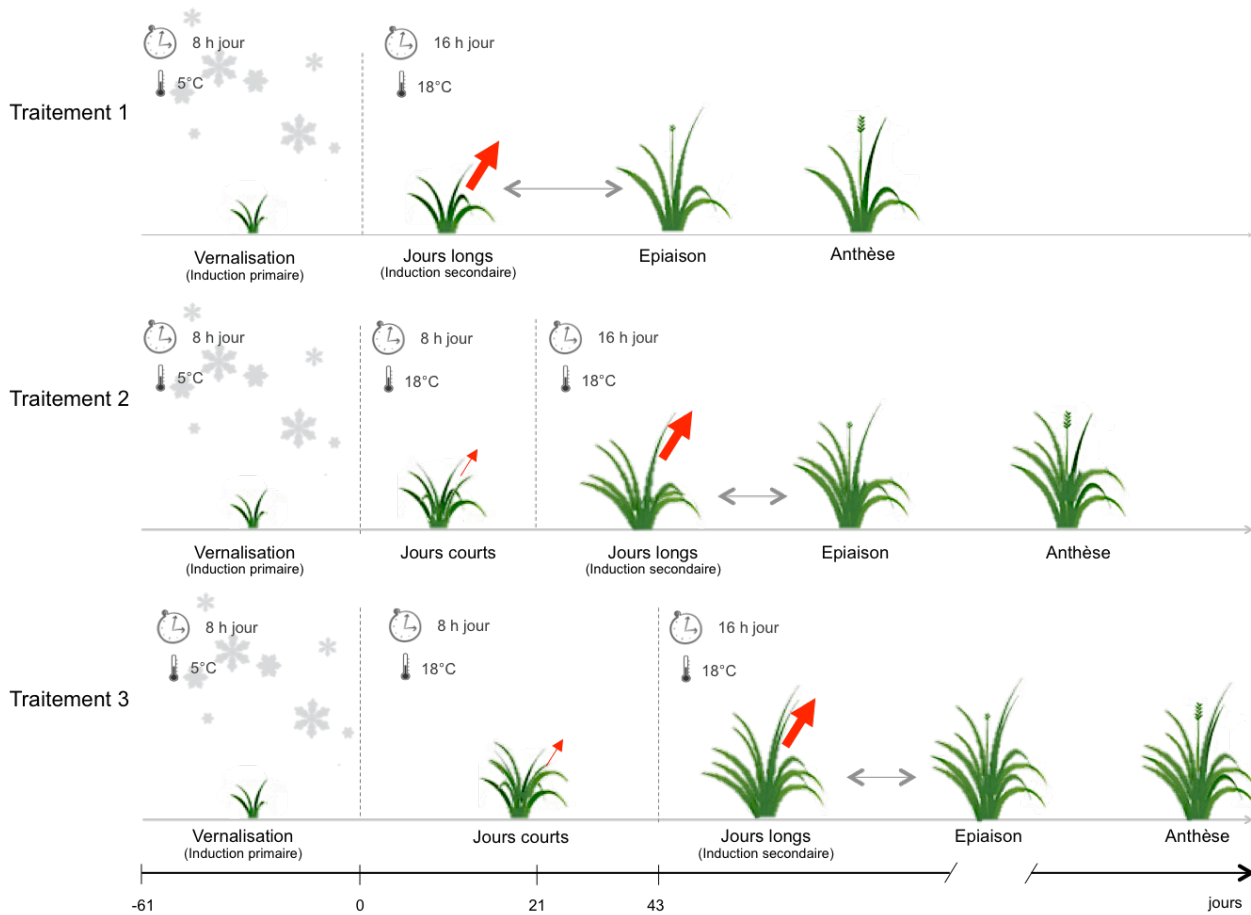 8 h jour
16 h jour
5°C
18°C
Traitement 1
Vernalisation
(Induction primaire)
Jours longs
(Induction secondaire)
Epiaison
Anthèse
8 h jour
8 h jour
16 h jour
5°C
18°C
18°C
Traitement 2
Vernalisation
(Induction primaire)
Jours courts
Jours longs
(Induction secondaire)
Epiaison
Anthèse
8 h jour
8 h jour
16 h jour
5°C
18°C
18°C
Traitement 3
Vernalisation
(Induction primaire)
Jours courts
Jours longs
(Induction secondaire)
Epiaison
Anthèse
-61
0
21
43
jours